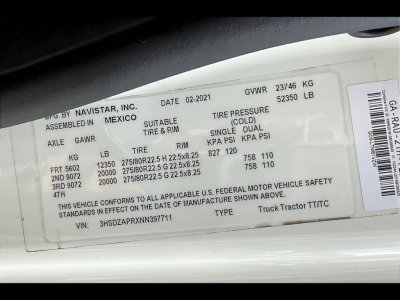 MFD BY NAVISTAR, INC. DATE 02-2021 GVWR 23746 KG
52350 LB
ASSEMBLED IN MEXICO SUITABLE TIRE PRESSURE
AXLE GAWR TIRE & RIM (COLD)
SINGLE DUAL
KG LB KPA PSI KPA PSI
FRT 5602 12350 275/80R22.5 H 22.5x8.25 827 120
2ND 9072 20000 275/80R22.5 G 22.5x8.25 758 110
3RD 9072 20000 275/80R22.5 G 22.5x8.25 758 110
4TH
THIS VEHICLE CONFORMS TO ALL APPLICABLE U.S. FEDERAL MOTOR VEHICLE SAFETY
STANDARDS IN EFFECT ON THE DATE OF MANUFACTURE SHOWN ABOVE.
VIN: 3HSDZAPRXNN397711 TYPE: Truck Tractor TT/TC